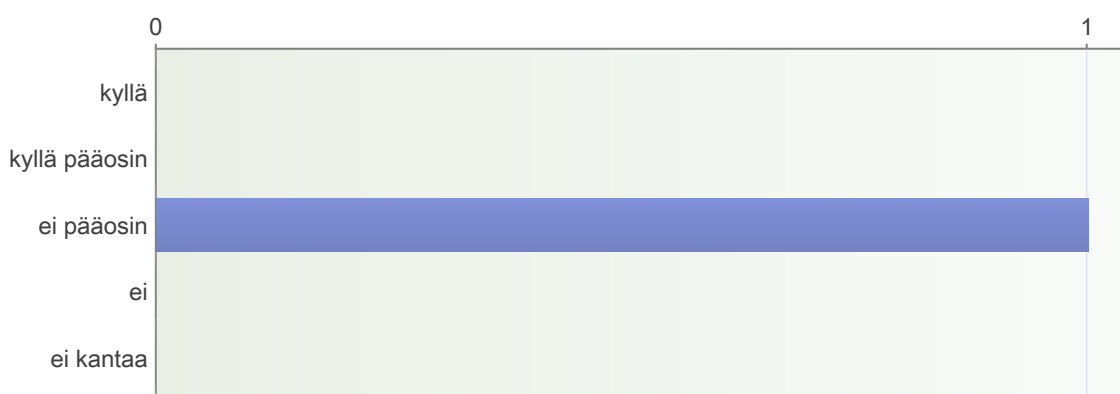 0 1
kyllä
kyllä pääosin
ei pääosin
ei
ei kantaa